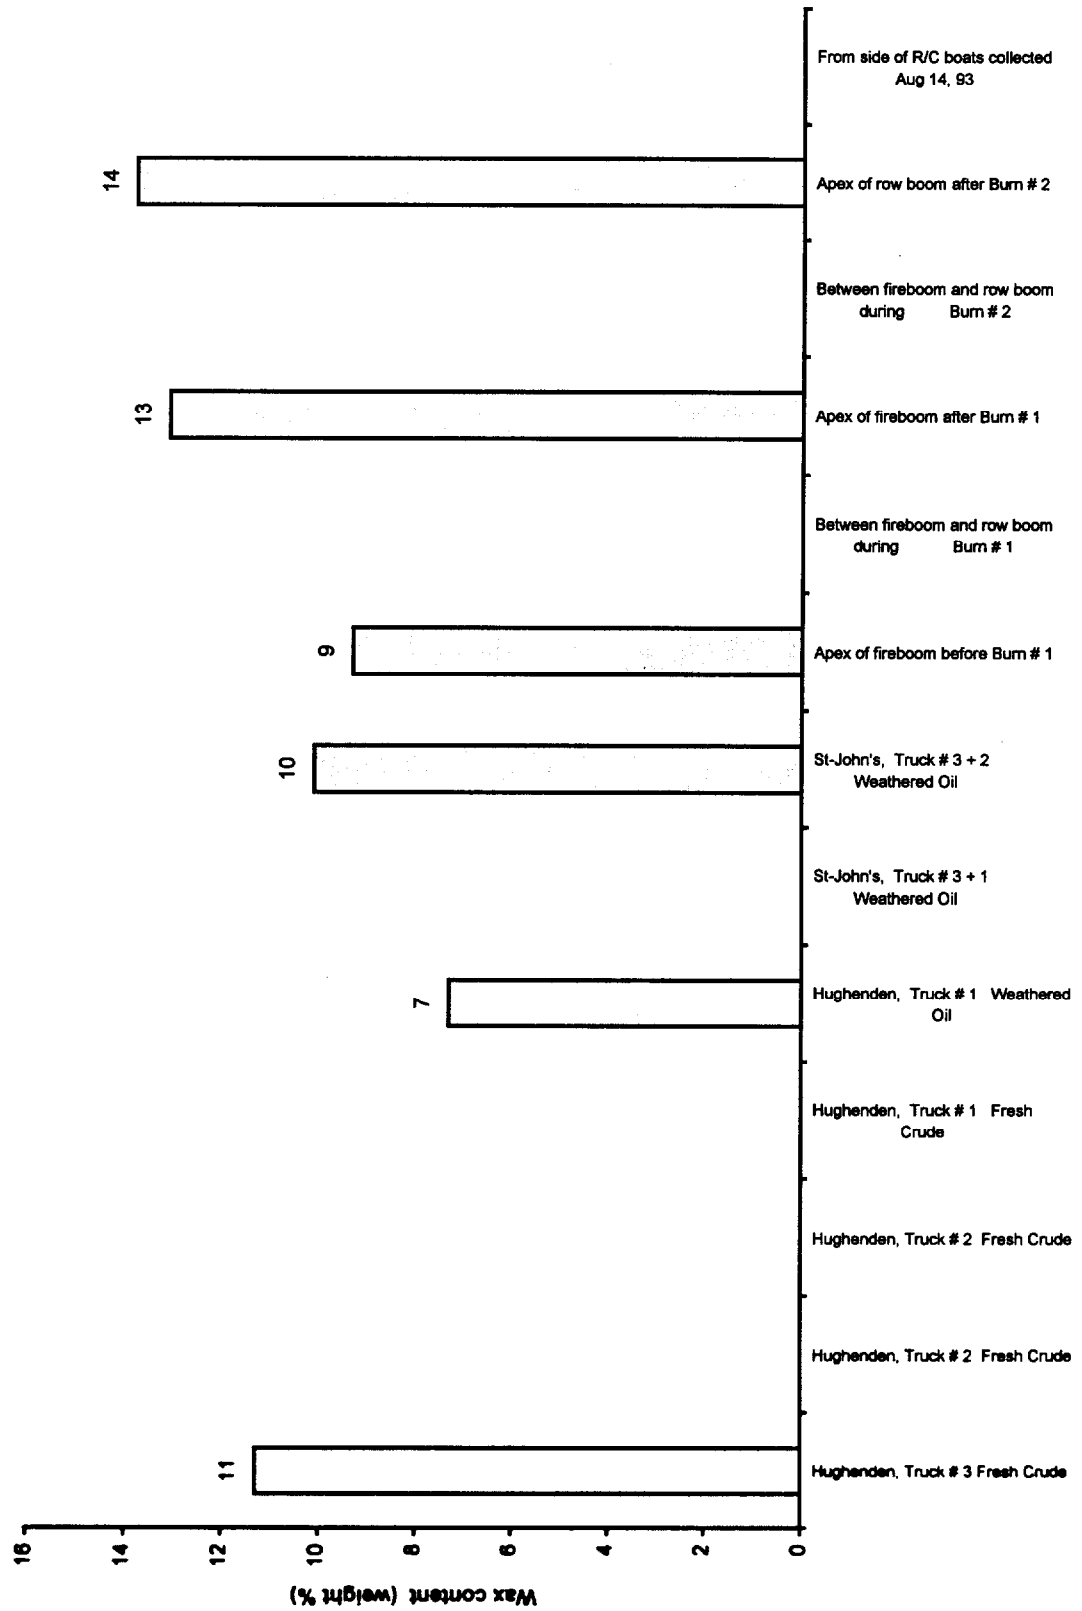 From side of R/C boats collected
Aug 14, 93
14
Apex of row boom after Burn # 2
Between fireboom and row boom
during Burn # 2
13
Apex of fireboom after Burn # 1
Between fireboom and row boom
during Burn # 1
9
Apex of fireboom before Burn # 1
10
St-John's, Truck # 3 + 2
Weathered Oil
St-John's, Truck # 3 + 1
Weathered Oil
7
Hughenden, Truck # 1 Weathered
Oil
Hughenden, Truck # 1 Fresh
Crude
Hughenden, Truck # 2 Fresh Crude
Hughenden, Truck # 2 Fresh Crude
11
Hughenden, Truck # 3 Fresh Crude
16
14
12
10
8
6
4
2
0
Wax content (weight %)